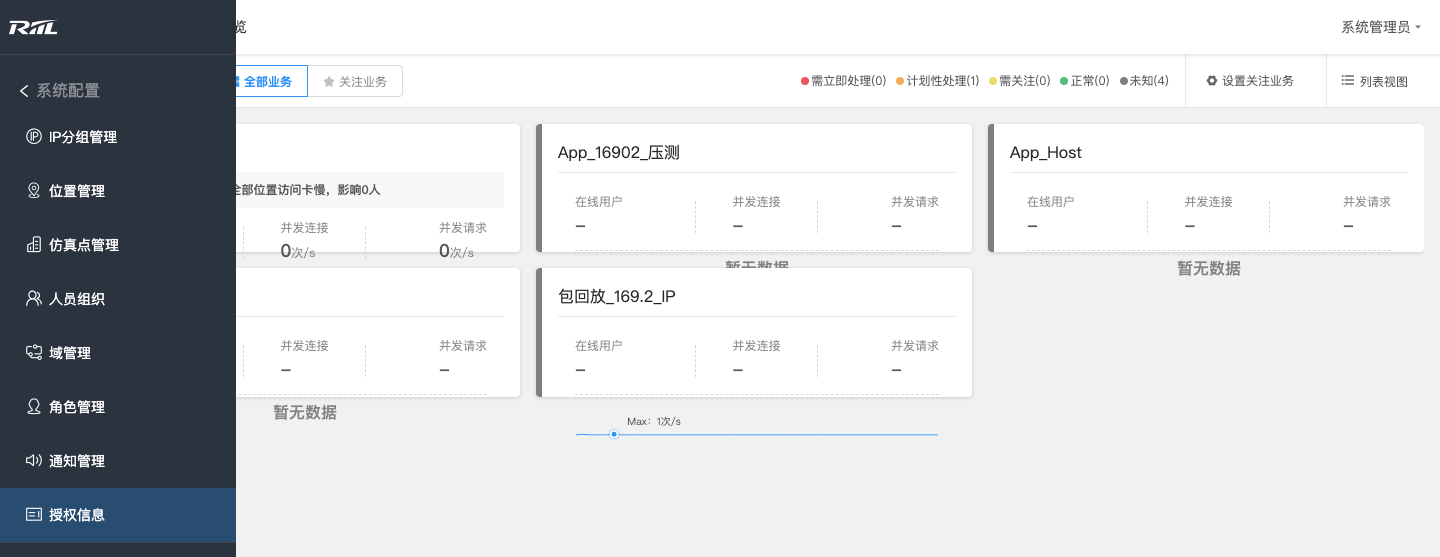 RIIL
系统配置
IP分组管理
位置管理
仿真点管理
人员组织
域管理
角色管理
通知管理
授权信息
览
系统管理员
全部业务
关注业务
需立即处理(0)
计划性处理(1)
需关注(0)
正常(0)
未知(4)
设置关注业务
列表视图
全部位置访问卡慢，影响0人
并发连接
并发请求
0次/s
0次/s
App_16902_压测
在线用户
并发连接
并发请求
–
–
–
暂无数据
App_Host
在线用户
并发连接
并发请求
–
–
–
暂无数据
并发连接
并发请求
–
–
暂无数据
包回放_169.2_IP
在线用户
并发连接
并发请求
–
–
–
Max：1次/s